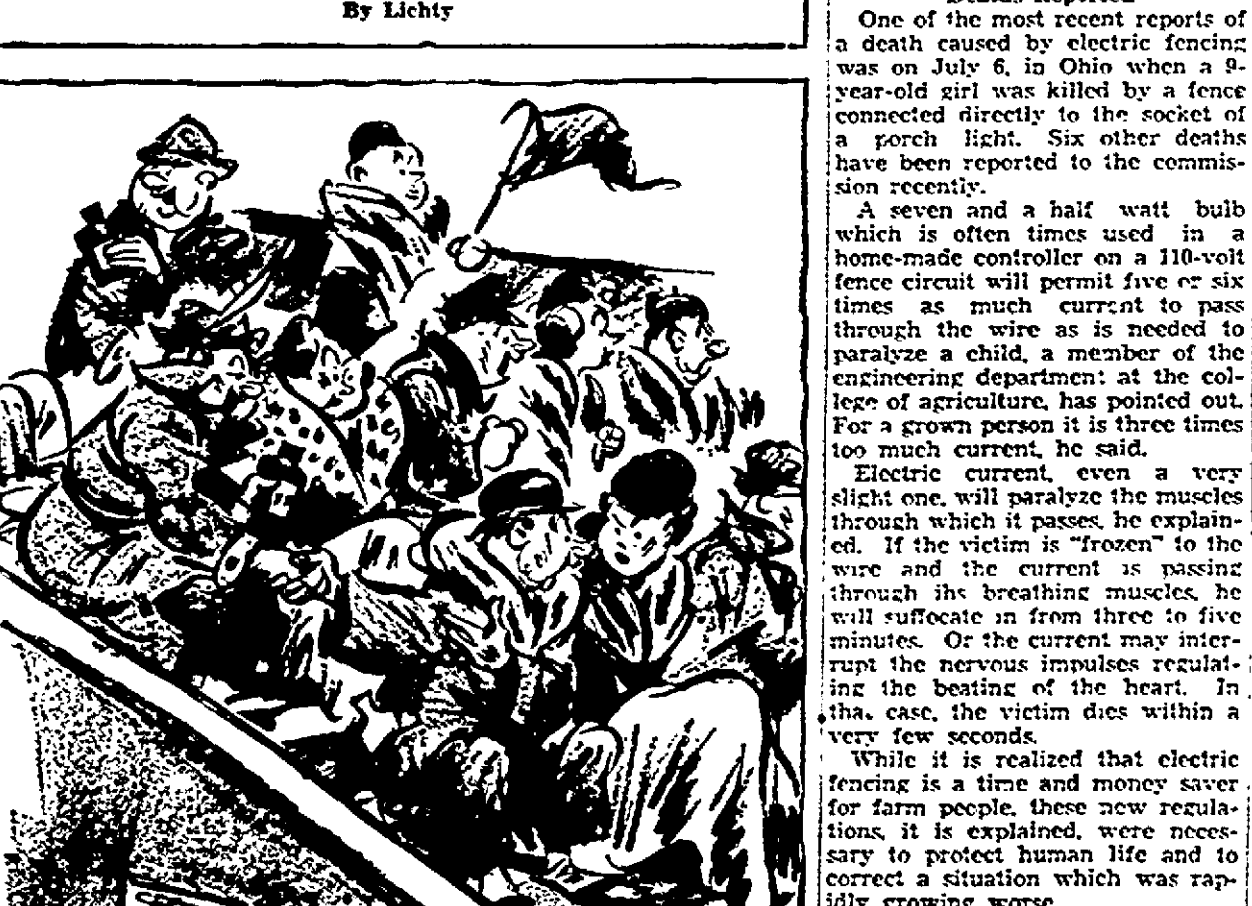 By Lichty
Deaths Reported
One of the most recent reports of
a death caused by electric fencing
was on July 6, in Ohio when a 9-
year-old girl was killed by a fence
connected directly to the socket of
a porch light. Six other deaths
have been reported to the commis-
sion recently.
A seven and a half watt bulb
which is often times used in a
home-made controller on a 110-volt
fence circuit will permit five or six
times as much current to pass
through the wire as is needed to
paralyze a child, a member of the
engineering department at the col-
lege of agriculture, has pointed out.
For a grown person it is three times
too much current, he said.
Electric current, even a very
slight one, will paralyze the muscles
through which it passes, he explain-
ed. If the victim is "frozen" to the
wire and the current is passing
through ihs breathing muscles, he
will suffocate in from three to five
minutes. Or the current may inter-
rupt the nervous impulses regulat-
ing the beating of the heart. In
tha. case, the victim dies within a
very few seconds.
While it is realized that electric
fencing is a time and money saver
for farm people, these new regula-
tions, it is explained, were neces-
sary to protect human life and to
correct a situation which was rap-
idly growing worse